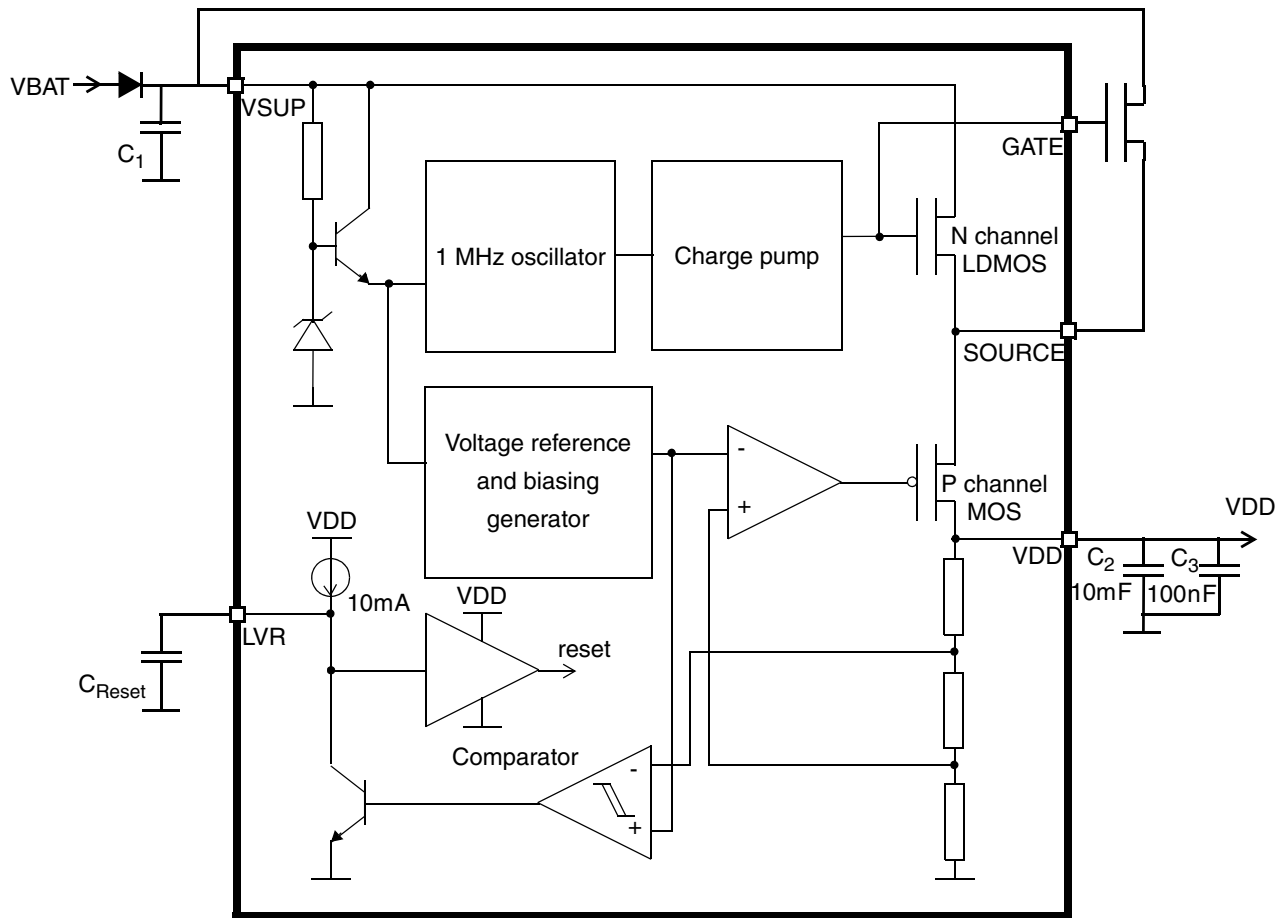 VBAT
VSUP
C1
GATE
1 MHz oscillator
Charge pump
N channel
LDMOS
SOURCE
Voltage reference
and biasing
generator
-
+
P channel
MOS
VDD
VDD
VDD
C2
C3
10mF
100nF
10mA
VDD
LVR
reset
CReset
Comparator
-
+